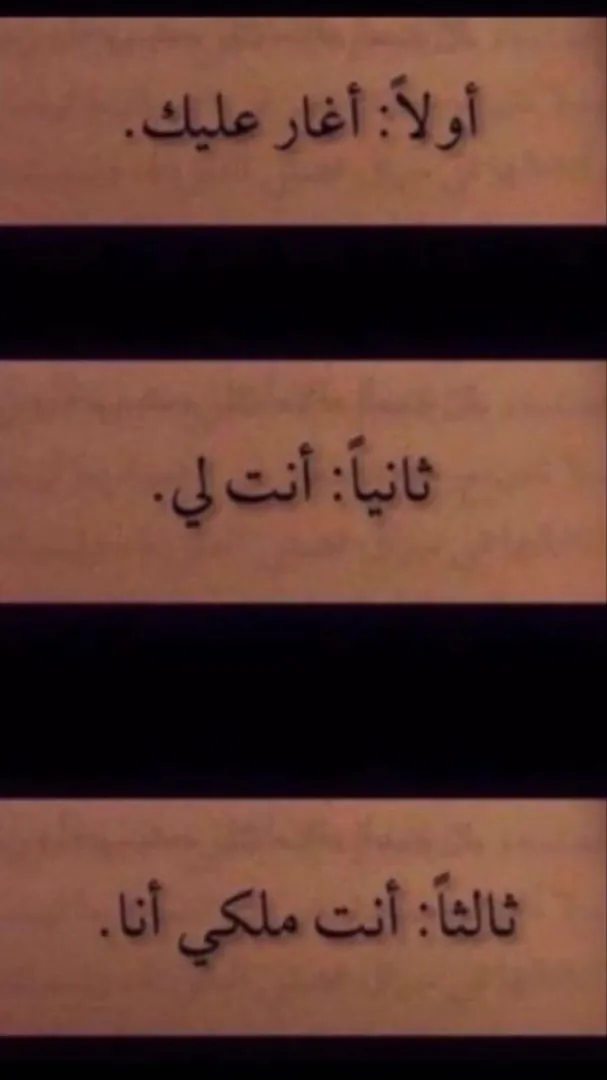 أولاً: أغار عليك.
ثانياً: أنت لي.
ثالثاً: أنت ملكي أنا.